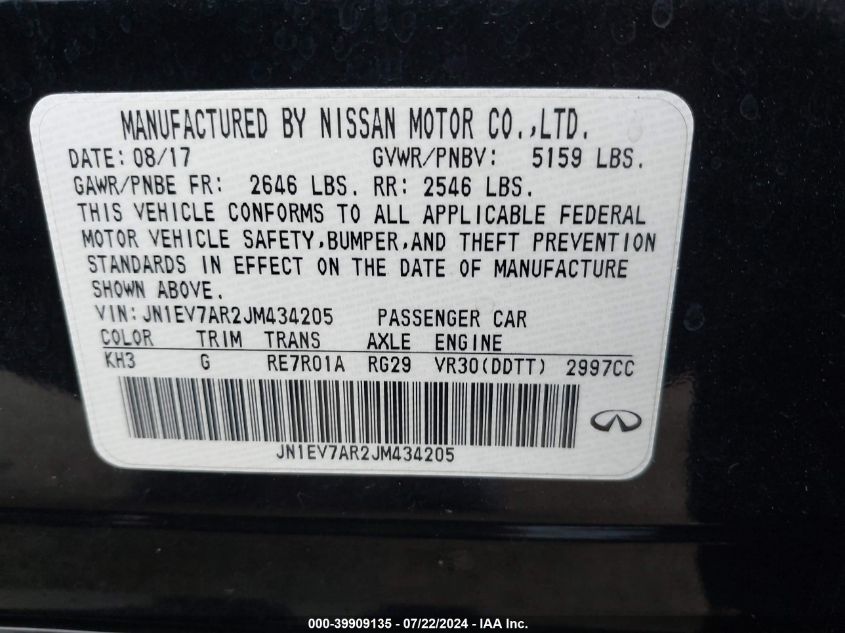 MANUFACTURED BY NISSAN MOTOR CO.,LTD.
DATE: 08/17 GVWR/PNBV: 5159 LBS.
GAWR/PNBE FR: 2646 LBS. RR: 2546 LBS.
THIS VEHICLE CONFORMS TO ALL APPLICABLE FEDERAL
MOTOR VEHICLE SAFETY,BUMPER,AND THEFT PREVENTION
STANDARDS IN EFFECT ON THE DATE OF MANUFACTURE
SHOWN ABOVE.
VIN:JN1EV7AR2JM434205 PASSENGER CAR
COLOR TRIM TRANS AXLE ENGINE
KH3 G RE7R01A RG29 VR30(DDTT) 2997CC
JN1EV7AR2JM434205
000-39909135 - 07/22/2024 - IAA Inc.